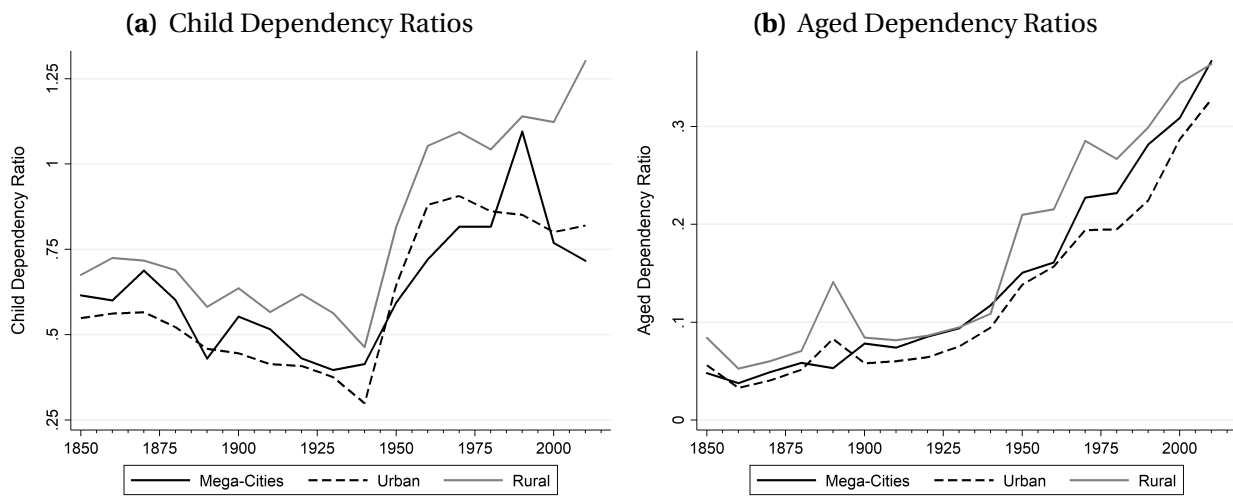 (a) Child Dependency Ratios
Child Dependency Ratio
1.25
1
.75
.5
.25
1850 1875 1900 1925 1950 1975 2000
Mega-Cities Urban Rural
(b) Aged Dependency Ratios
Aged Dependency Ratio
.3
.2
.1
0
1850 1875 1900 1925 1950 1975 2000
Mega-Cities Urban Rural